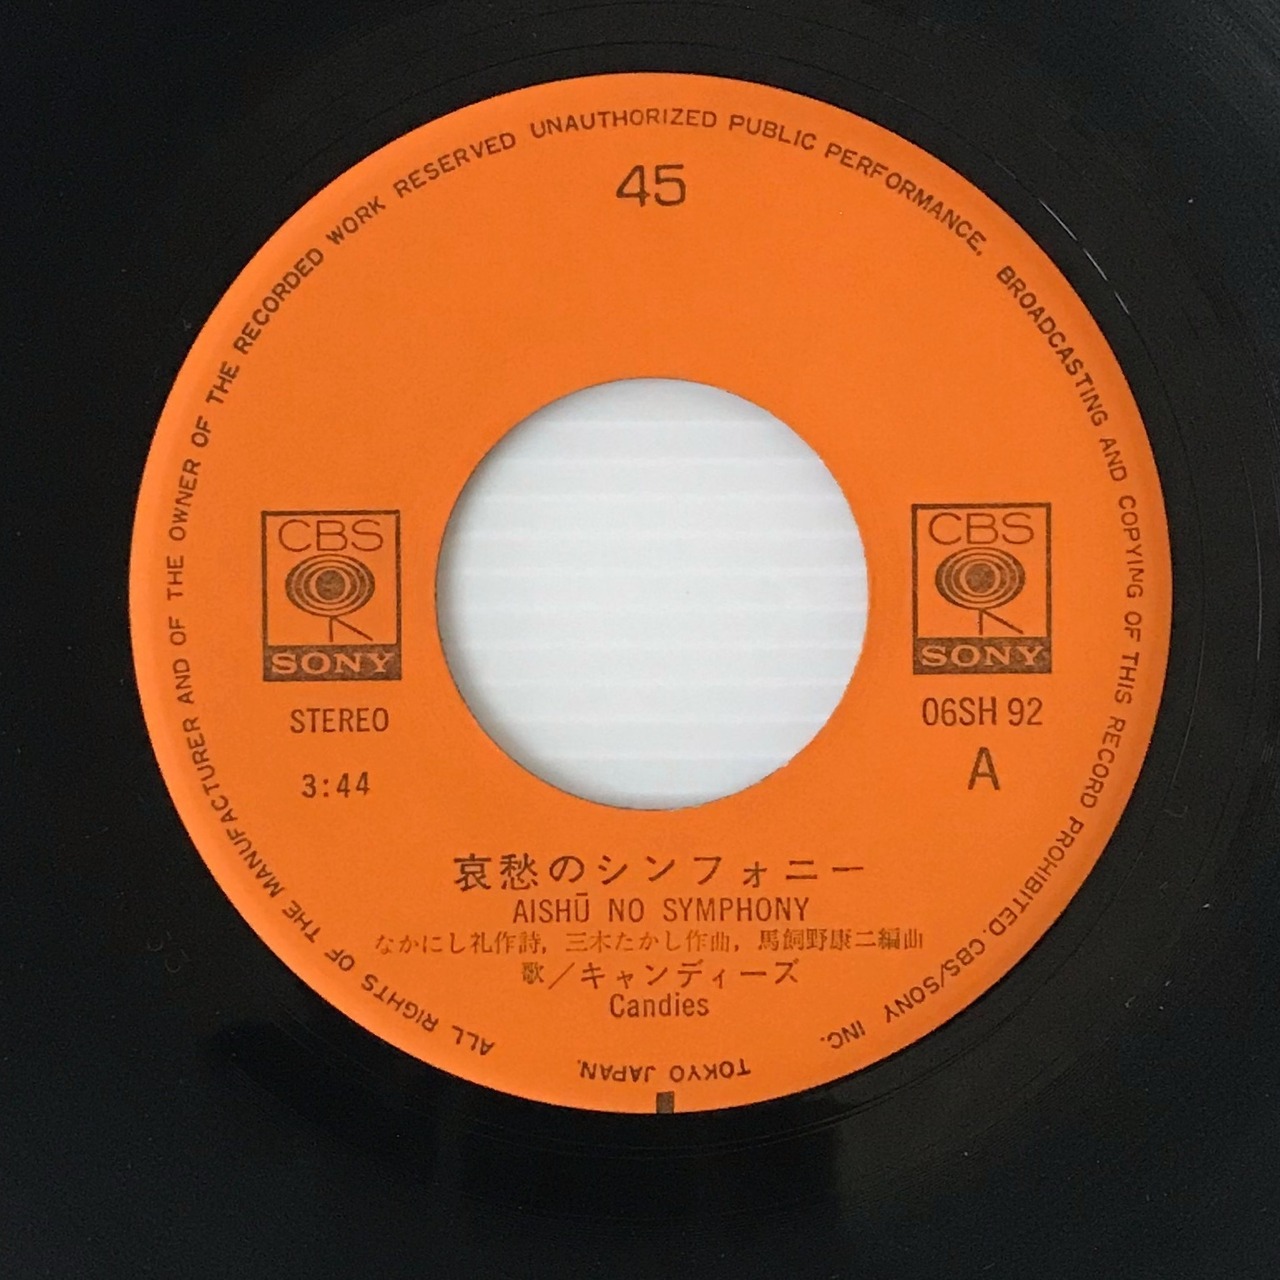 ALL RIGHTS OF THE MANUFACTURER AND OF THE OWNER OF THE RECORDED WORK RESERVED UNAUTHORIZED PUBLIC PERFORMANCE. BROADCASTING AND COPYING OF THIS RECORD PROHIBITED. CBS/SONY INC.
TOKYO JAPAN.
45
CBS
SONY
STEREO
3:44
CBS
SONY
06SH 92
A
哀愁のシンフォニー
AISHŪ NO SYMPHONY
なかにし礼作詩, 三木たかし作曲, 馬飼野康二編曲
歌/キャンディーズ
Candies